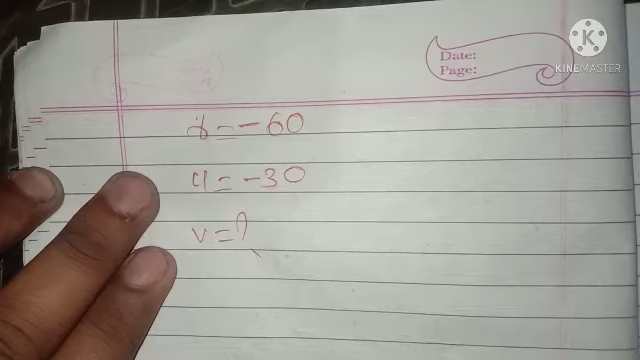 Date:
Page:
K
KINEMASTER
f = -60
u = -30
v = ?